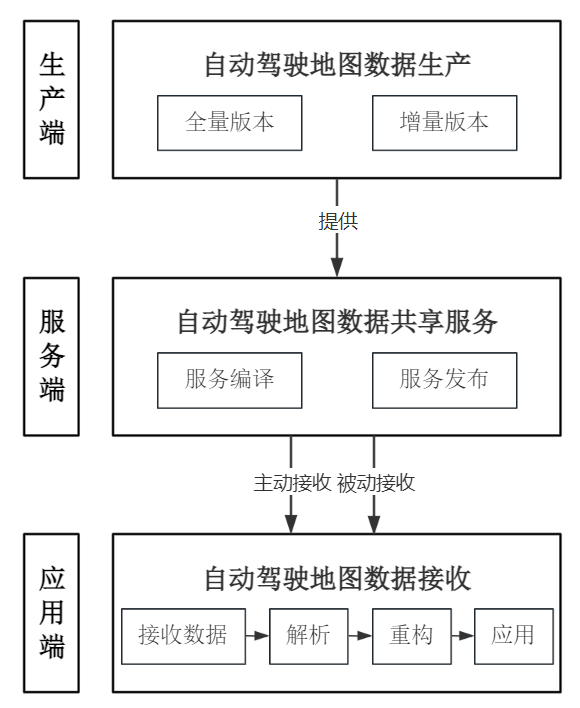 生产端
自动驾驶地图数据生产
全量版本
增量版本
提供
服务端
自动驾驶地图数据共享服务
服务编译
服务发布
主动接收
被动接收
应用端
自动驾驶地图数据接收
接收数据
解析
重构
应用